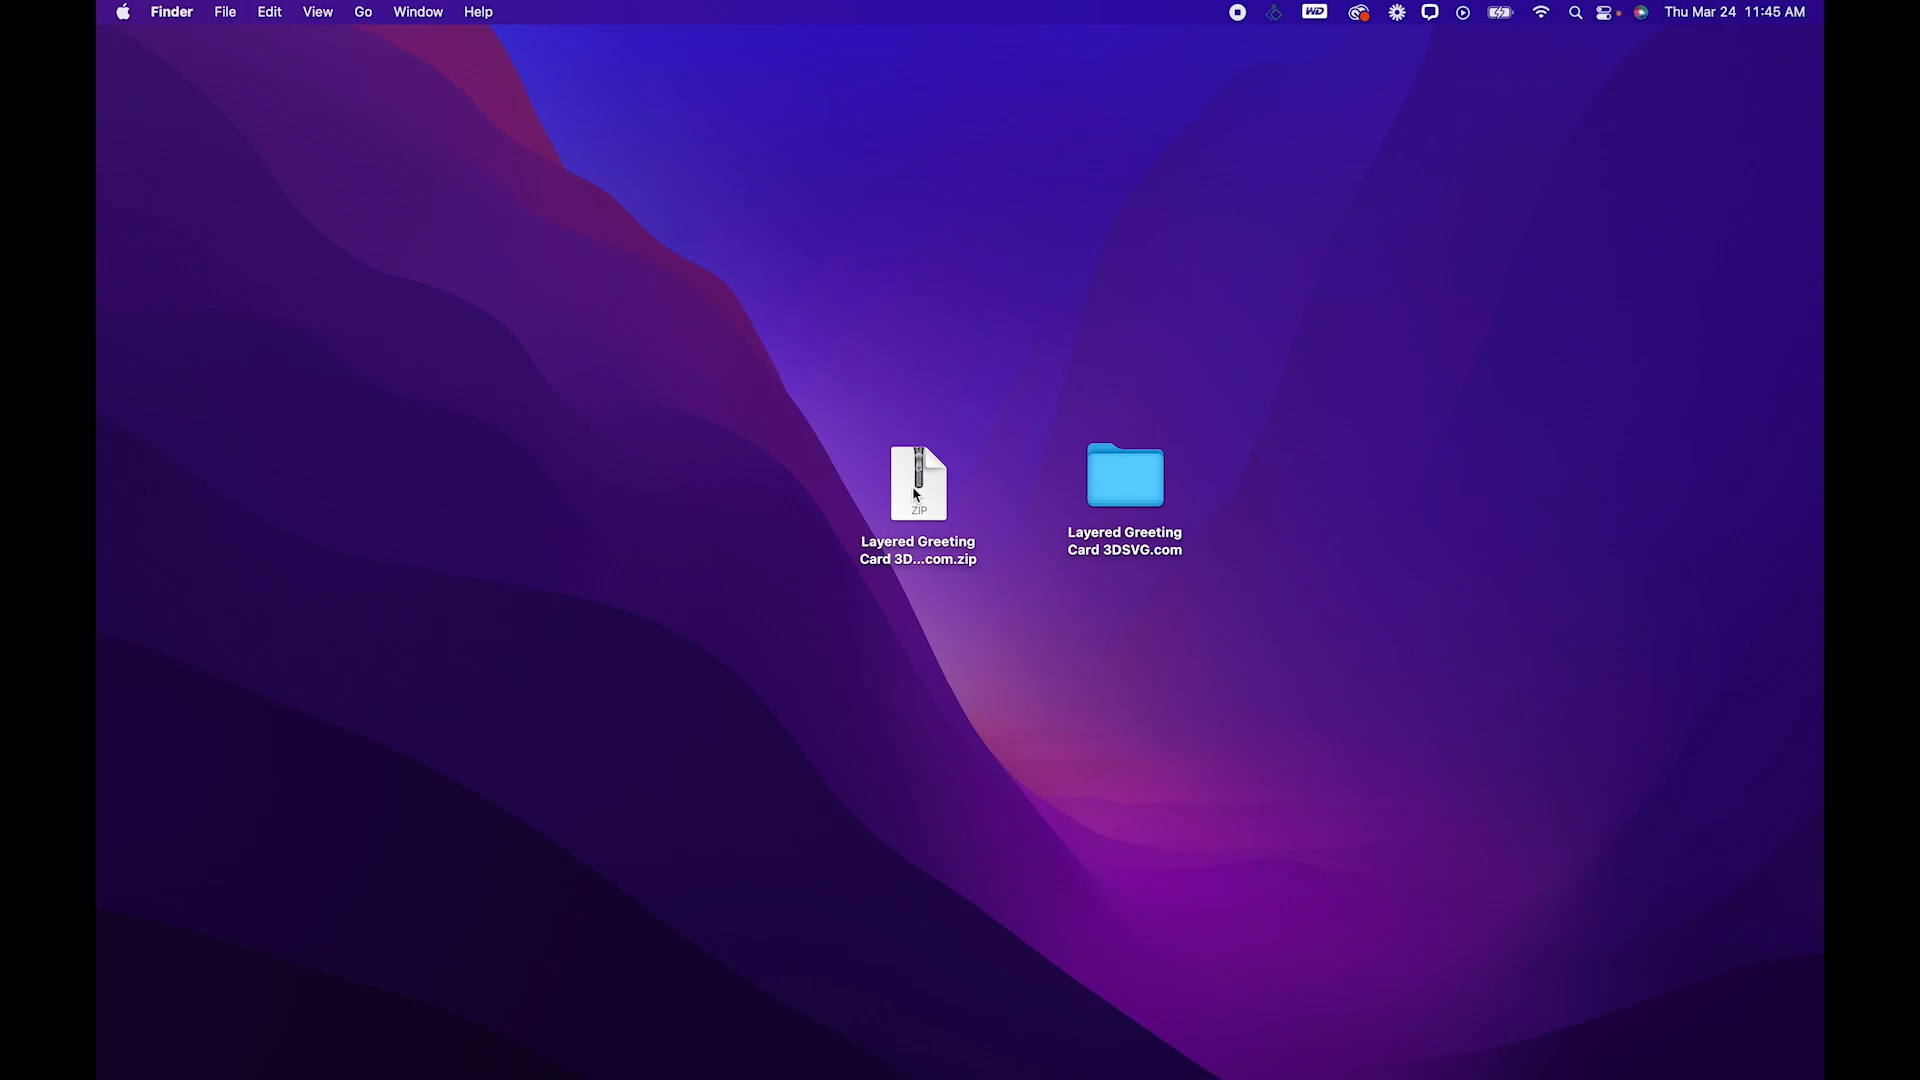 Finder File Edit View Go Window Help WD Thu Mar 24 11:45 AM
ZIP
Layered Greeting
Card 3D...com.zip
Layered Greeting
Card 3DSVG.com